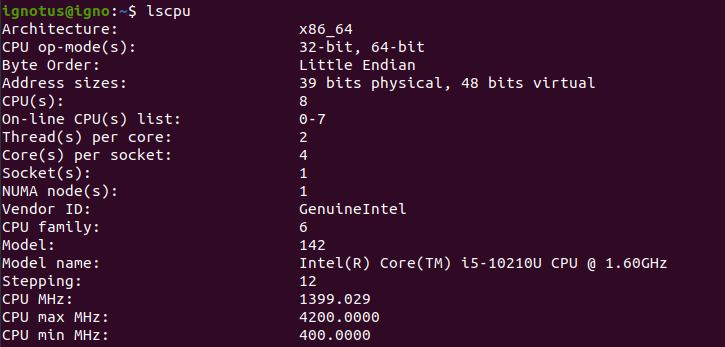 ignotus@igno:~$ lscpu
Architecture: x86_64
CPU op-mode(s): 32-bit, 64-bit
Byte Order: Little Endian
Address sizes: 39 bits physical, 48 bits virtual
CPU(s): 8
On-line CPU(s) list: 0-7
Thread(s) per core: 2
Core(s) per socket: 4
Socket(s): 1
NUMA node(s): 1
Vendor ID: GenuineIntel
CPU family: 6
Model: 142
Model name: Intel(R) Core(TM) i5-10210U CPU @ 1.60GHz
Stepping: 12
CPU MHz: 1399.029
CPU max MHz: 4200.0000
CPU min MHz: 400.0000